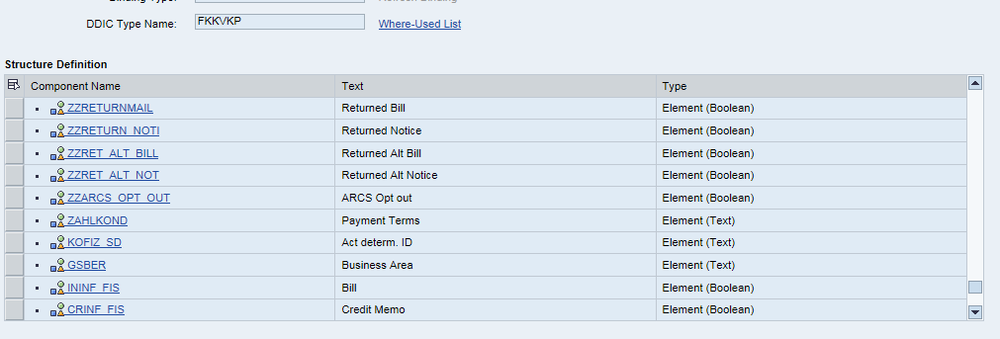 DDIC Type Name: FKKVKP Where-Used List
Structure Definition
Component Name Text Type
ZZRETURNMAIL Returned Bill Element (Boolean)
ZZRETURN_NOTI Returned Notice Element (Boolean)
ZZRET_ALT_BILL Returned Alt Bill Element (Boolean)
ZZRET_ALT_NOT Returned Alt Notice Element (Boolean)
ZZARCS_OPT_OUT ARCS Opt out Element (Boolean)
ZAHLKOND Payment Terms Element (Text)
KOFIZ_SD Act determ. ID Element (Text)
GSBER Business Area Element (Text)
ININF_FIS Bill Element (Boolean)
CRINF_FIS Credit Memo Element (Boolean)